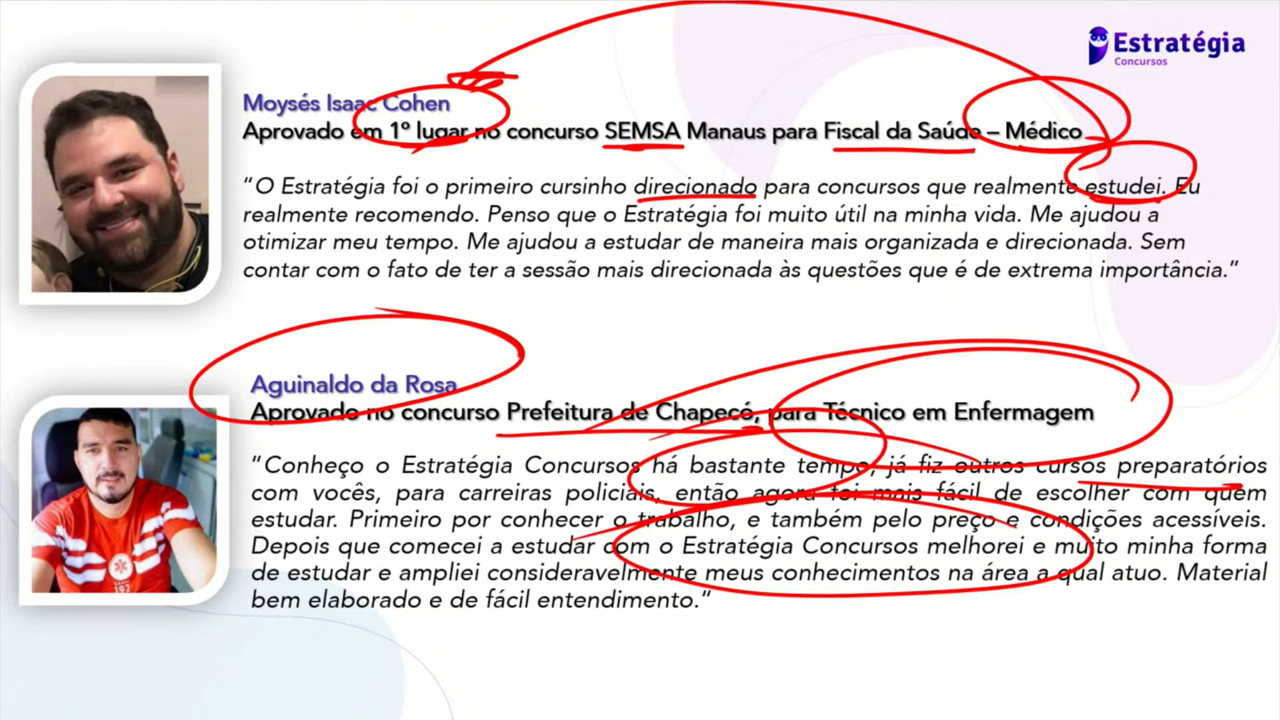 Estratégia
Concursos
Moysés Isaac Cohen
Aprovado em 1º lugar no concurso SEMSA Manaus para Fiscal da Saúde – Médico
“O Estratégia foi o primeiro cursinho direcionado para concursos que realmente estudei. Eu
realmente recomendo. Penso que o Estratégia foi muito útil na minha vida. Me ajudou a
otimizar meu tempo. Me ajudou a estudar de maneira mais organizada e direcionada. Sem
contar com o fato de ter a sessão mais direcionada às questões que é de extrema importância.”
Aguinaldo da Rosa
Aprovado no concurso Prefeitura de Chapecó, para Técnico em Enfermagem
“Conheço o Estratégia Concursos há bastante tempo, já fiz outros cursos preparatórios
com vocês, para carreiras policiais, então agora foi mais fácil de escolher com quem
estudar. Primeiro por conhecer o trabalho, e também pelo preço e condições acessíveis.
Depois que comecei a estudar com o Estratégia Concursos melhorei e muito minha forma
de estudar e ampliei consideravelmente meus conhecimentos na área a qual atuo. Material
bem elaborado e de fácil entendimento.“
192